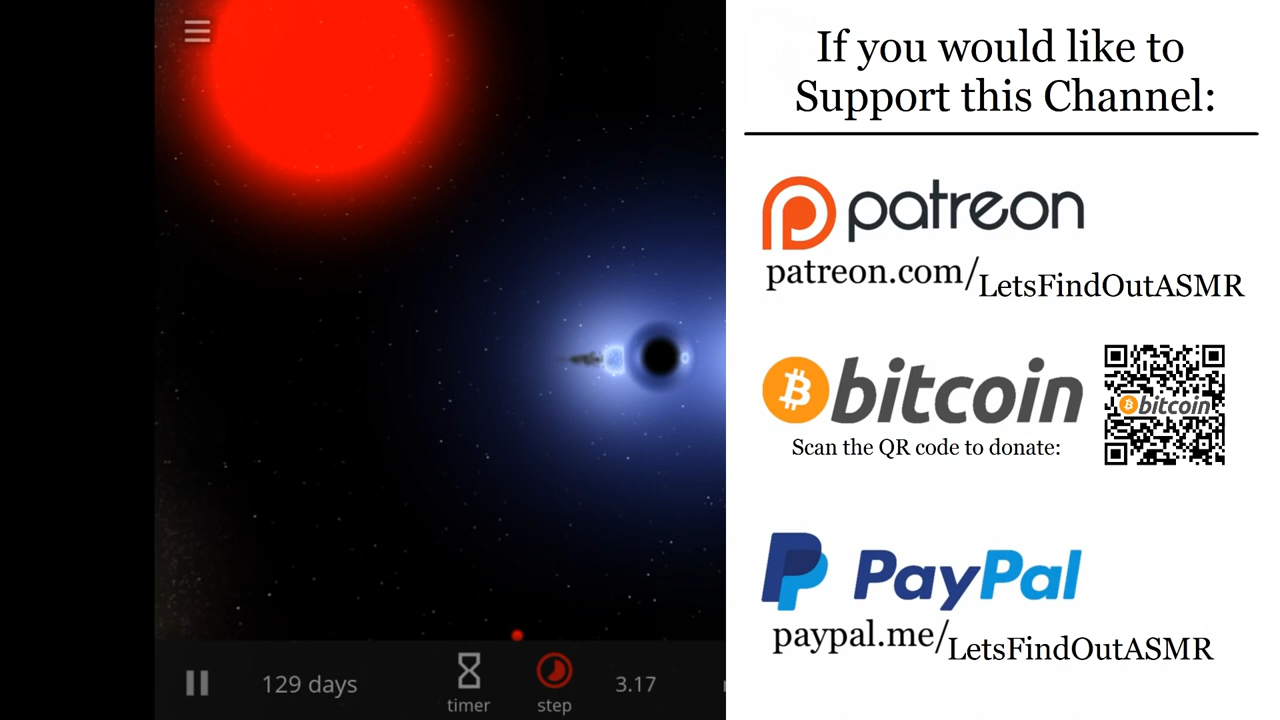 If you would like to
Support this Channel:
patreon
patreon.com/LetsFindOutASMR
bitcoin
Scan the QR code to donate:
bitcoin
PayPal
paypal.me/LetsFindOutASMR
129 days
timer
step
3.17